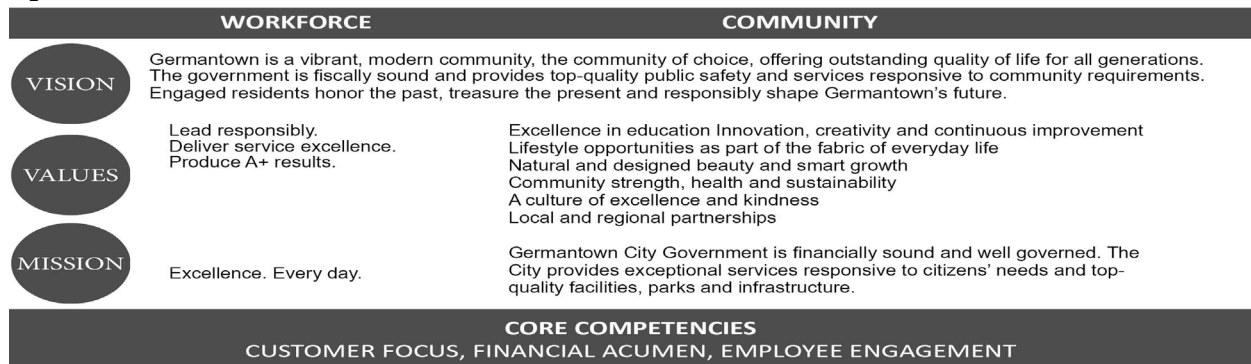 WORKFORCE COMMUNITY
VISION
Germantown is a vibrant, modern community, the community of choice, offering outstanding quality of life for all generations.
The government is fiscally sound and provides top-quality public safety and services responsive to community requirements.
Engaged residents honor the past, treasure the present and responsibly shape Germantown's future.
VALUES
Lead responsibly.
Deliver service excellence.
Produce A+ results.
Excellence in education Innovation, creativity and continuous improvement
Lifestyle opportunities as part of the fabric of everyday life
Natural and designed beauty and smart growth
Community strength, health and sustainability
A culture of excellence and kindness
Local and regional partnerships
MISSION
Excellence. Every day.
Germantown City Government is financially sound and well governed. The
City provides exceptional services responsive to citizens' needs and top-
quality facilities, parks and infrastructure.
CORE COMPETENCIES
CUSTOMER FOCUS, FINANCIAL ACUMEN, EMPLOYEE ENGAGEMENT